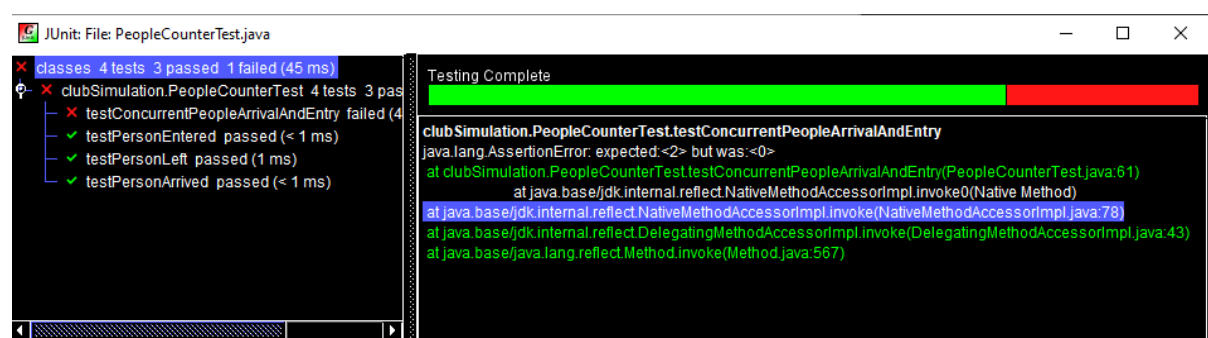 JUnit: File: PeopleCounterTest.java
classes 4 tests 3 passed 1 failed (45 ms)
clubSimulation.PeopleCounterTest 4 tests 3 pas
testConcurrentPeopleArrivalAndEntry failed (4
testPersonEntered passed (< 1 ms)
testPersonLeft passed (1 ms)
testPersonArrived passed (< 1 ms)
Testing Complete
clubSimulation.PeopleCounterTest.testConcurrentPeopleArrivalAndEntry
java.lang.AssertionError: expected:<2> but was:<0>
at clubSimulation.PeopleCounterTest.testConcurrentPeopleArrivalAndEntry(PeopleCounterTest.java:61)
at java.base/jdk.internal.reflect.NativeMethodAccessorImpl.invoke0(Native Method)
at java.base/jdk.internal.reflect.NativeMethodAccessorImpl.invoke(NativeMethodAccessorImpl.java:78)
at java.base/jdk.internal.reflect.DelegatingMethodAccessorImpl.invoke(DelegatingMethodAccessorImpl.java:43)
at java.base/java.lang.reflect.Method.invoke(Method.java:567)